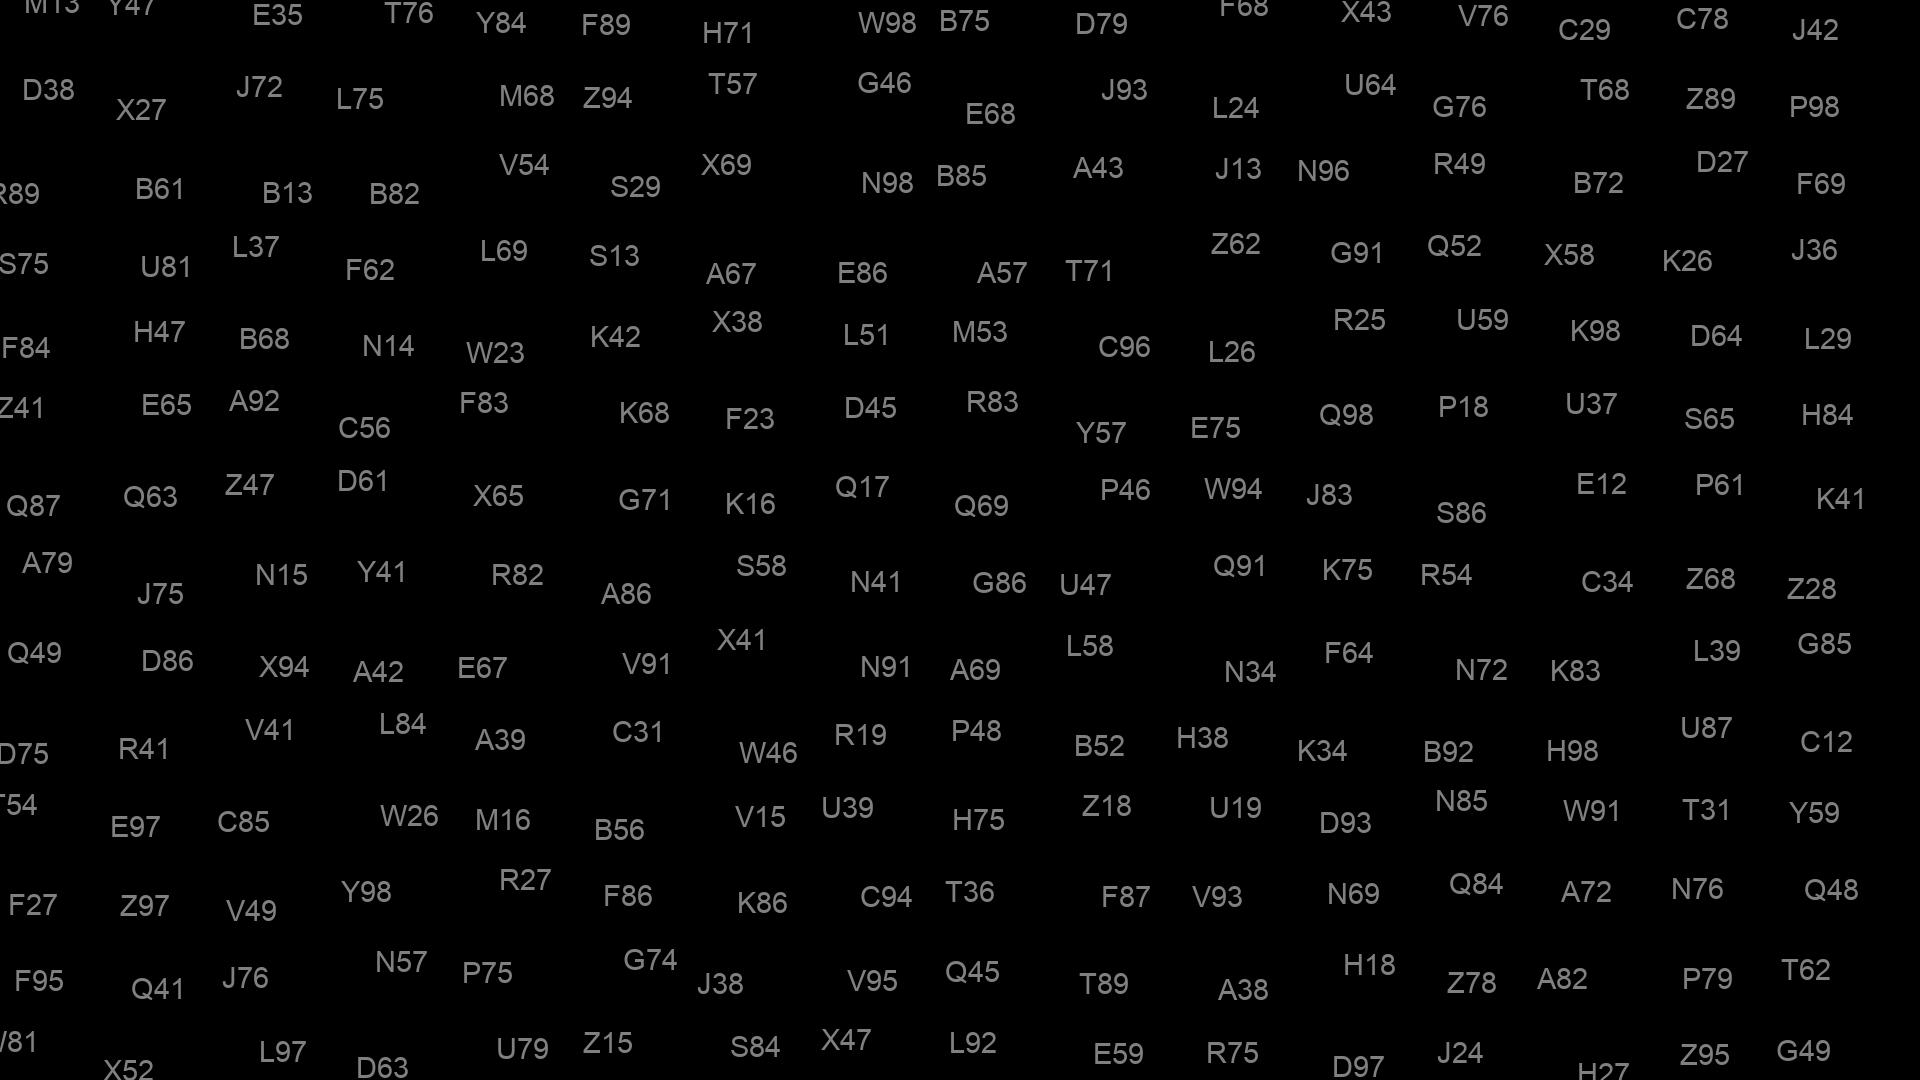 M13 Y47 E35 T76 Y84 F89 H71 W98 B75 D79 F68 X43 V76 C29 C78 J42
D38 X27 J72 L75 M68 Z94 T57 G46 E68 J93 L24 U64 G76 T68 Z89 P98
R89 B61 B13 B82 V54 S29 X69 N98 B85 A43 J13 N96 R49 B72 D27 F69
S75 U81 L37 F62 L69 S13 A67 E86 A57 T71 Z62 G91 Q52 X58 K26 J36
F84 H47 B68 N14 W23 K42 X38 L51 M53 C96 L26 R25 U59 K98 D64 L29
Z41 E65 A92 C56 F83 K68 F23 D45 R83 Y57 E75 Q98 P18 U37 S65 H84
Q87 Q63 Z47 D61 X65 G71 K16 Q17 Q69 P46 W94 J83 S86 E12 P61 K41
A79 J75 N15 Y41 R82 A86 S58 N41 G86 U47 Q91 K75 R54 C34 Z68 Z28
Q49 D86 X94 A42 E67 V91 X41 N91 A69 L58 N34 F64 N72 K83 L39 G85
D75 R41 V41 L84 A39 C31 W46 R19 P48 B52 H38 K34 B92 H98 U87 C12
T54 E97 C85 W26 M16 B56 V15 U39 H75 Z18 U19 D93 N85 W91 T31 Y59
F27 Z97 V49 Y98 R27 F86 K86 C94 T36 F87 V93 N69 Q84 A72 N76 Q48
F95 Q41 J76 N57 P75 G74 J38 V95 Q45 T89 A38 H18 Z78 A82 P79 T62
X52 L97 D63 U79 Z15 S84 X47 L92 E59 R75 D97 J24 H27 Z95 G49